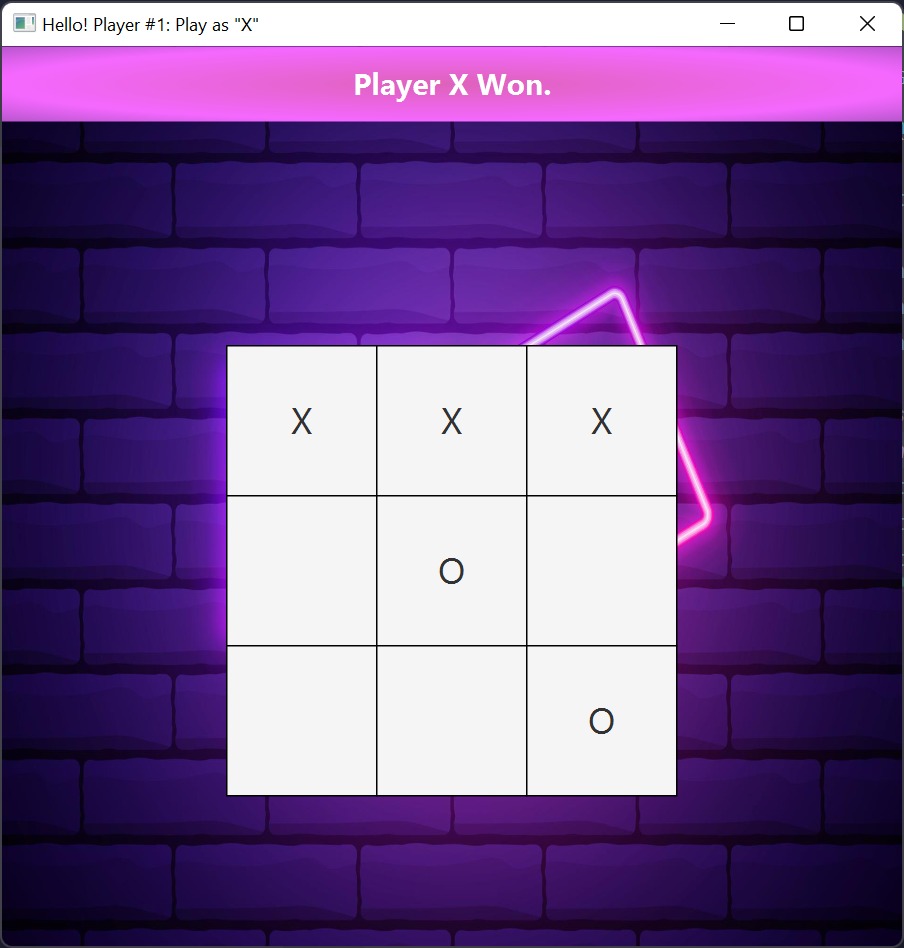 Hello! Player #1: Play as "X"
Player X Won.
X X X
O
O